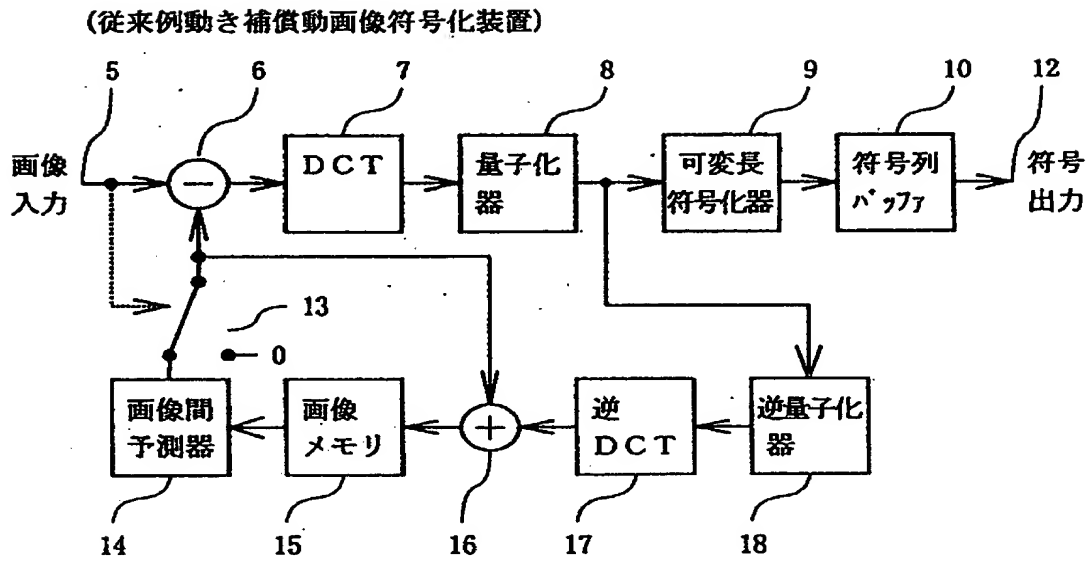 (従来例動き補償動画像符号化装置)
5
6
7
8
9
10
12
画像
入力
−
DCT
量子化
器
可変長
符号化器
符号列
バッファ
符号
出力
13
0
画像間
予測器
画像
メモリ
+
逆
DCT
逆量子化
器
14
15
16
17
18